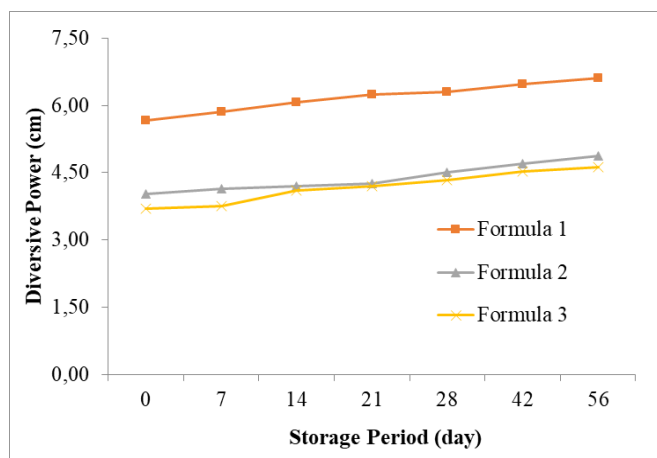 7,50
6,00
4,50
3,00
1,50
0,00
Diversive Power (cm)
Formula 1
Formula 2
Formula 3
0 7 14 21 28 42 56
Storage Period (day)